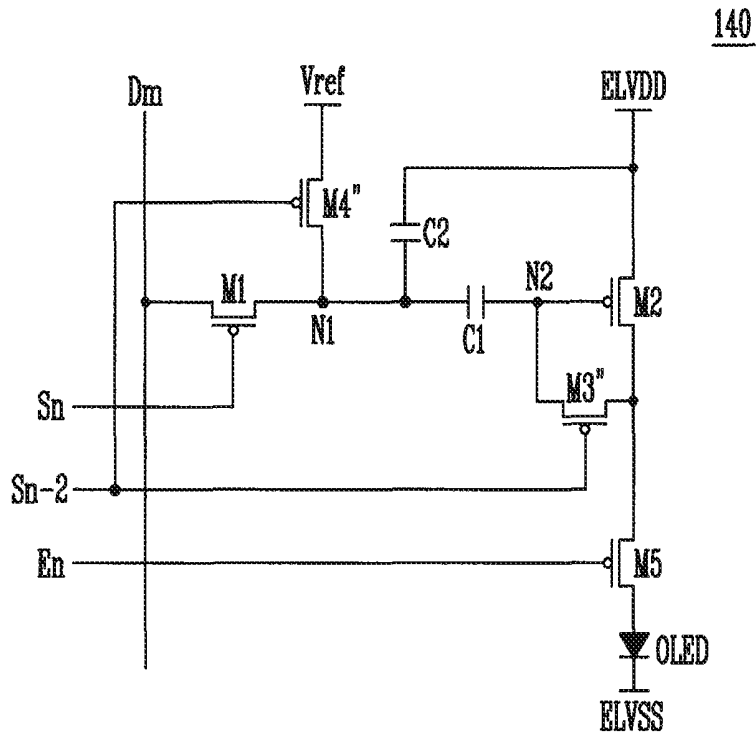 140
Dm
Vref
ELVDD
M4"
C2
M1
N1
C1
N2
M2
M3"
Sn
Sn-2
En
M5
OLED
ELVSS